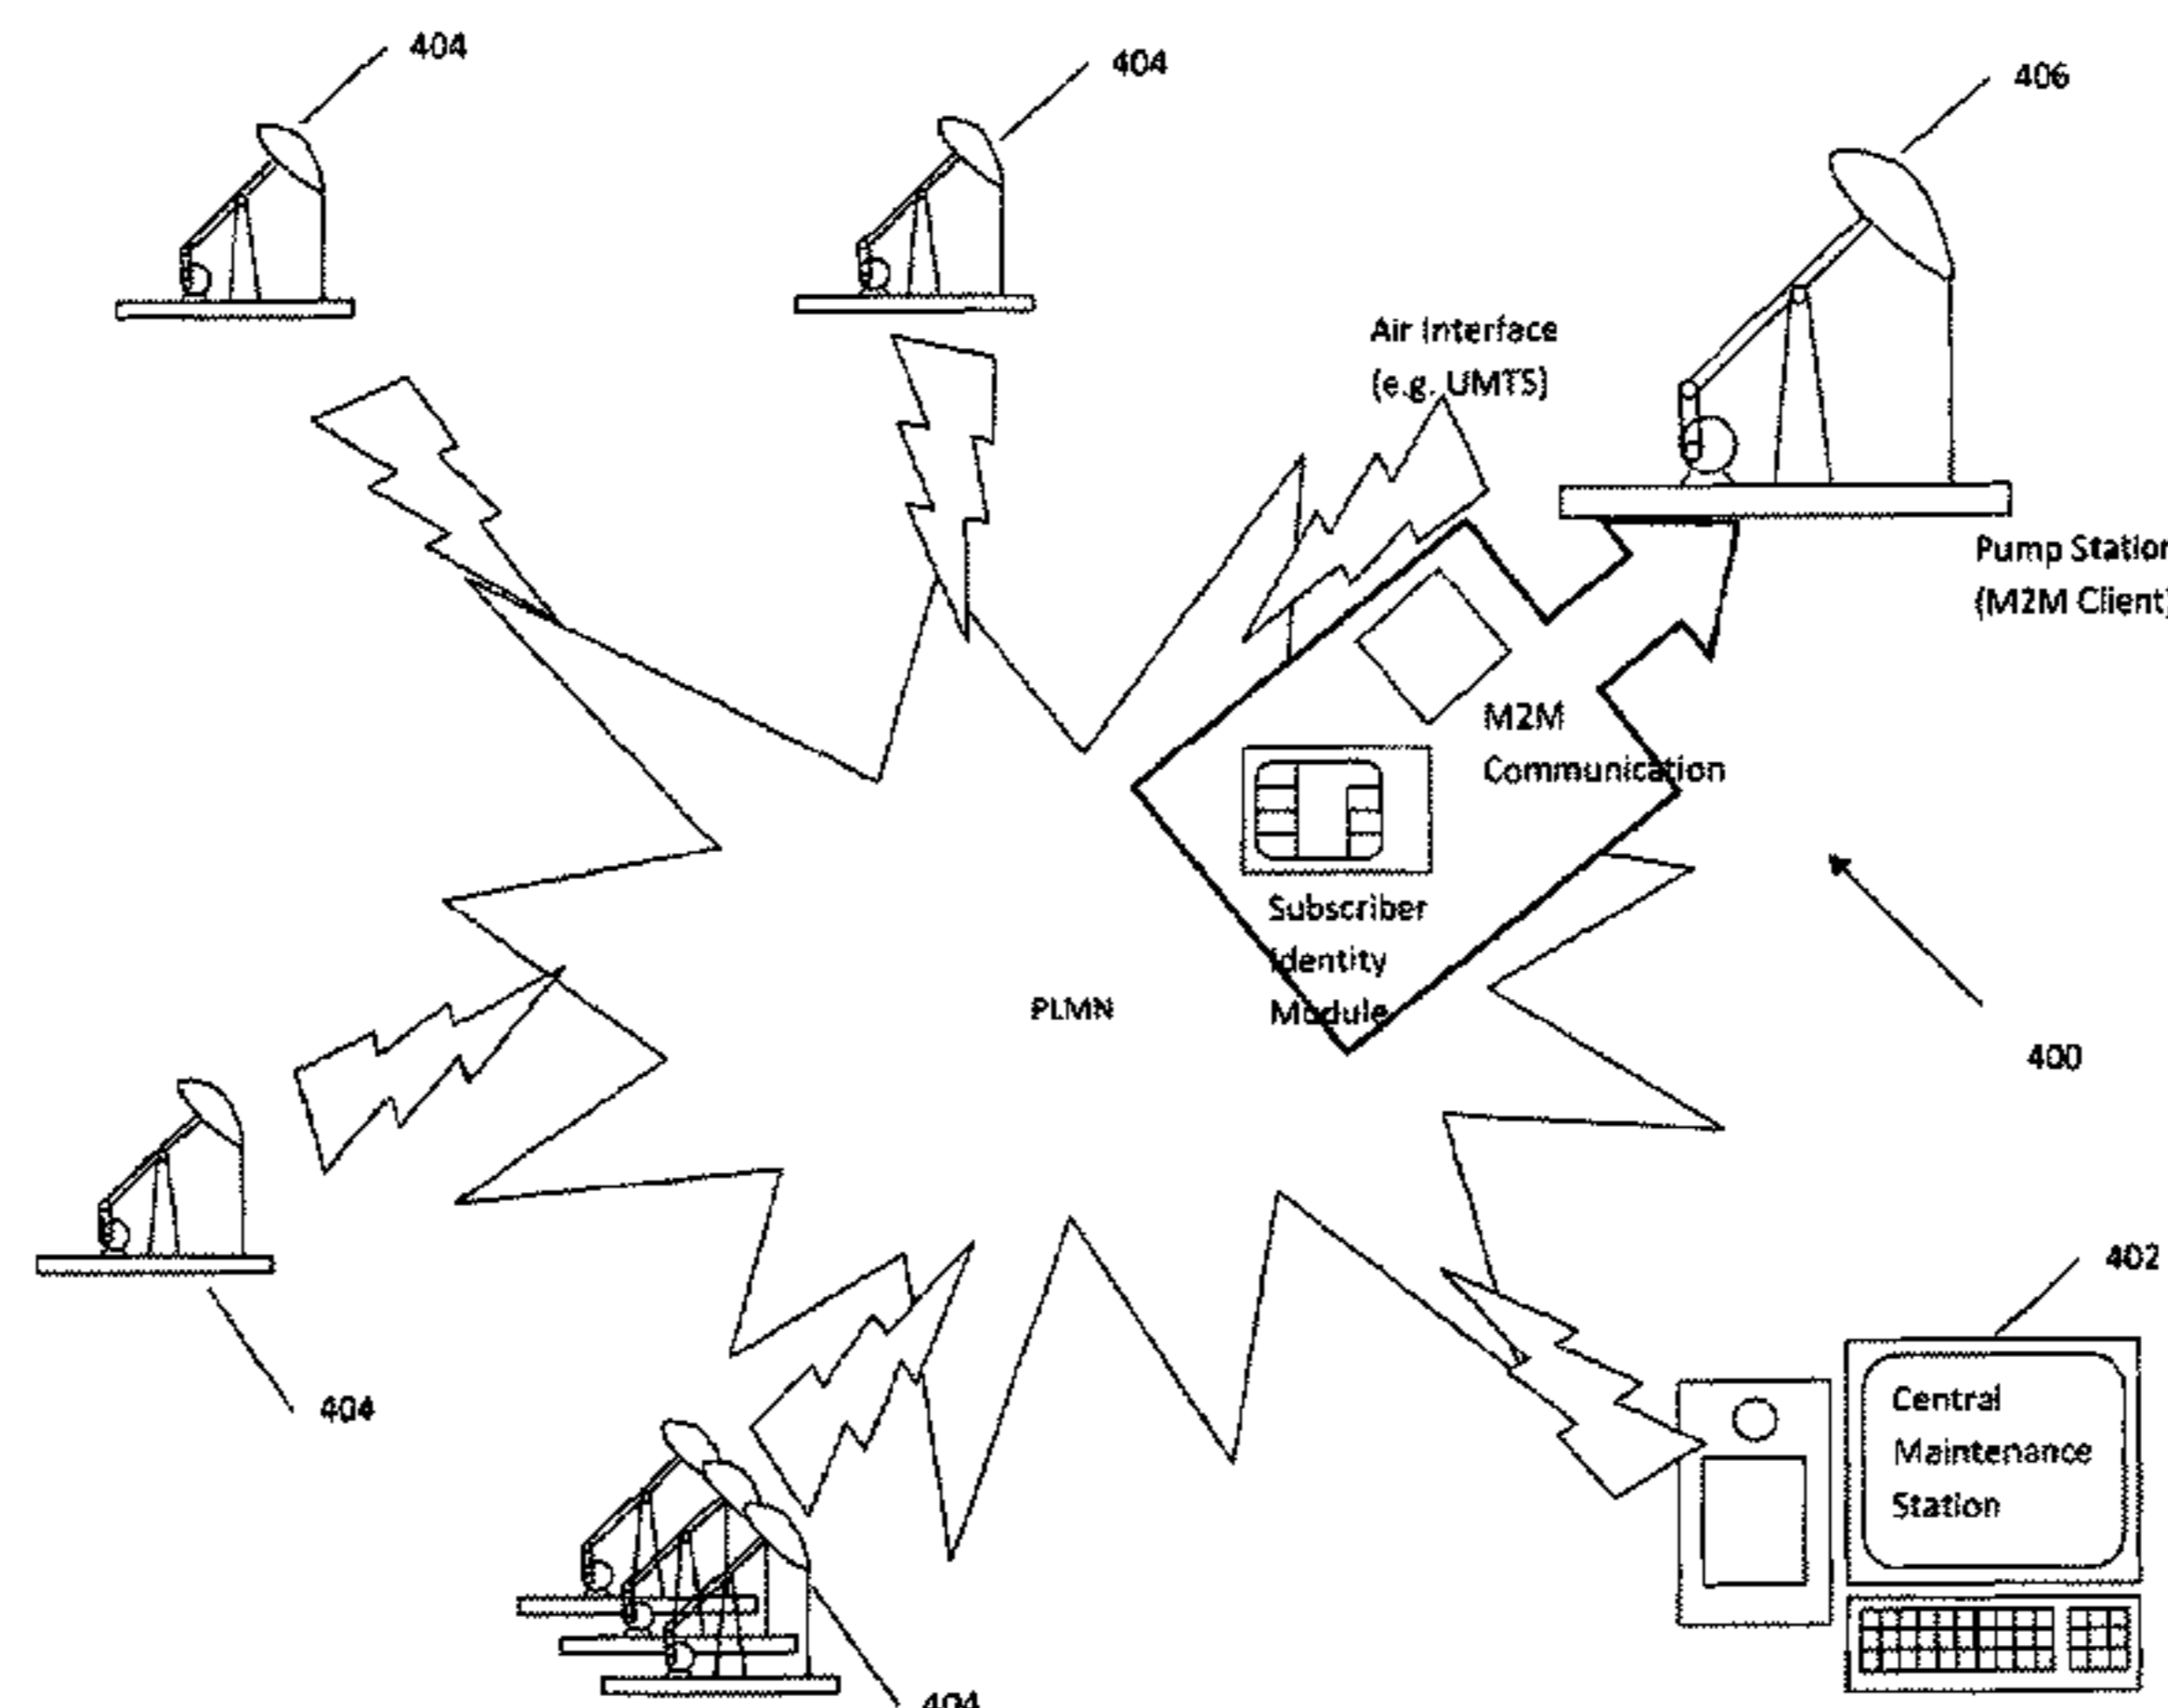 404
404
406
Air Interface
(e.g. UMTS)
Pump Station
(M2M Client)
M2M
Communication
Subscriber
Identity
Module
PLMN
400
402
404
Central
Maintenance
Station
404